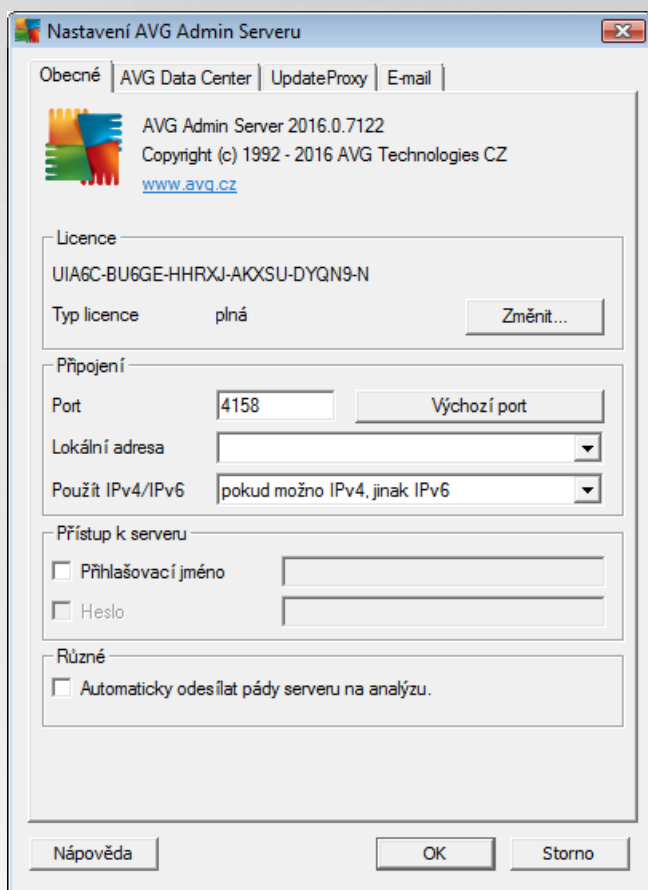 Nastavení AVG Admin Serveru
Obecné AVG Data Center UpdateProxy E-mail
AVG Admin Server 2016.0.7122
Copyright (c) 1992 - 2016 AVG Technologies CZ
www.avg.cz
Licence
UIA6C-BU6GE-HHRXJ-AKXSU-DYQN9-N
Typ licence plná Změnit...
Připojení
Port 4158 Výchozí port
Lokální adresa
Použít IPv4/IPv6 pokud možno IPv4, jinak IPv6
Přístup k serveru
Přihlašovací jméno
Heslo
Různé
Automaticky odesílat pády serveru na analýzu.
Nápověda OK Storno